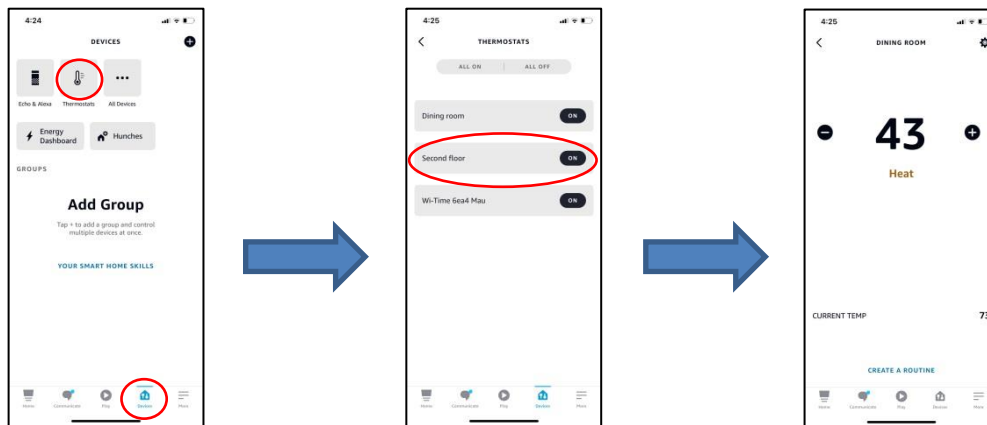 4:24
DEVICES
Echo & Alexa Thermostats All Devices
Energy Dashboard
Hunches
GROUPS
Add Group
Tap + to add a group and control
multiple devices at once.
YOUR SMART HOME SKILLS
Home Communicate Play Devices More
4:25
THERMOSTATS
ALL ON ALL OFF
Dining room ON
Second floor ON
Wi-Time 6ea4 Mau ON
Home Communicate Play Devices More
4:25
DINING ROOM
43
Heat
CURRENT TEMP 73
CREATE A ROUTINE
Home Communicate Play Devices More